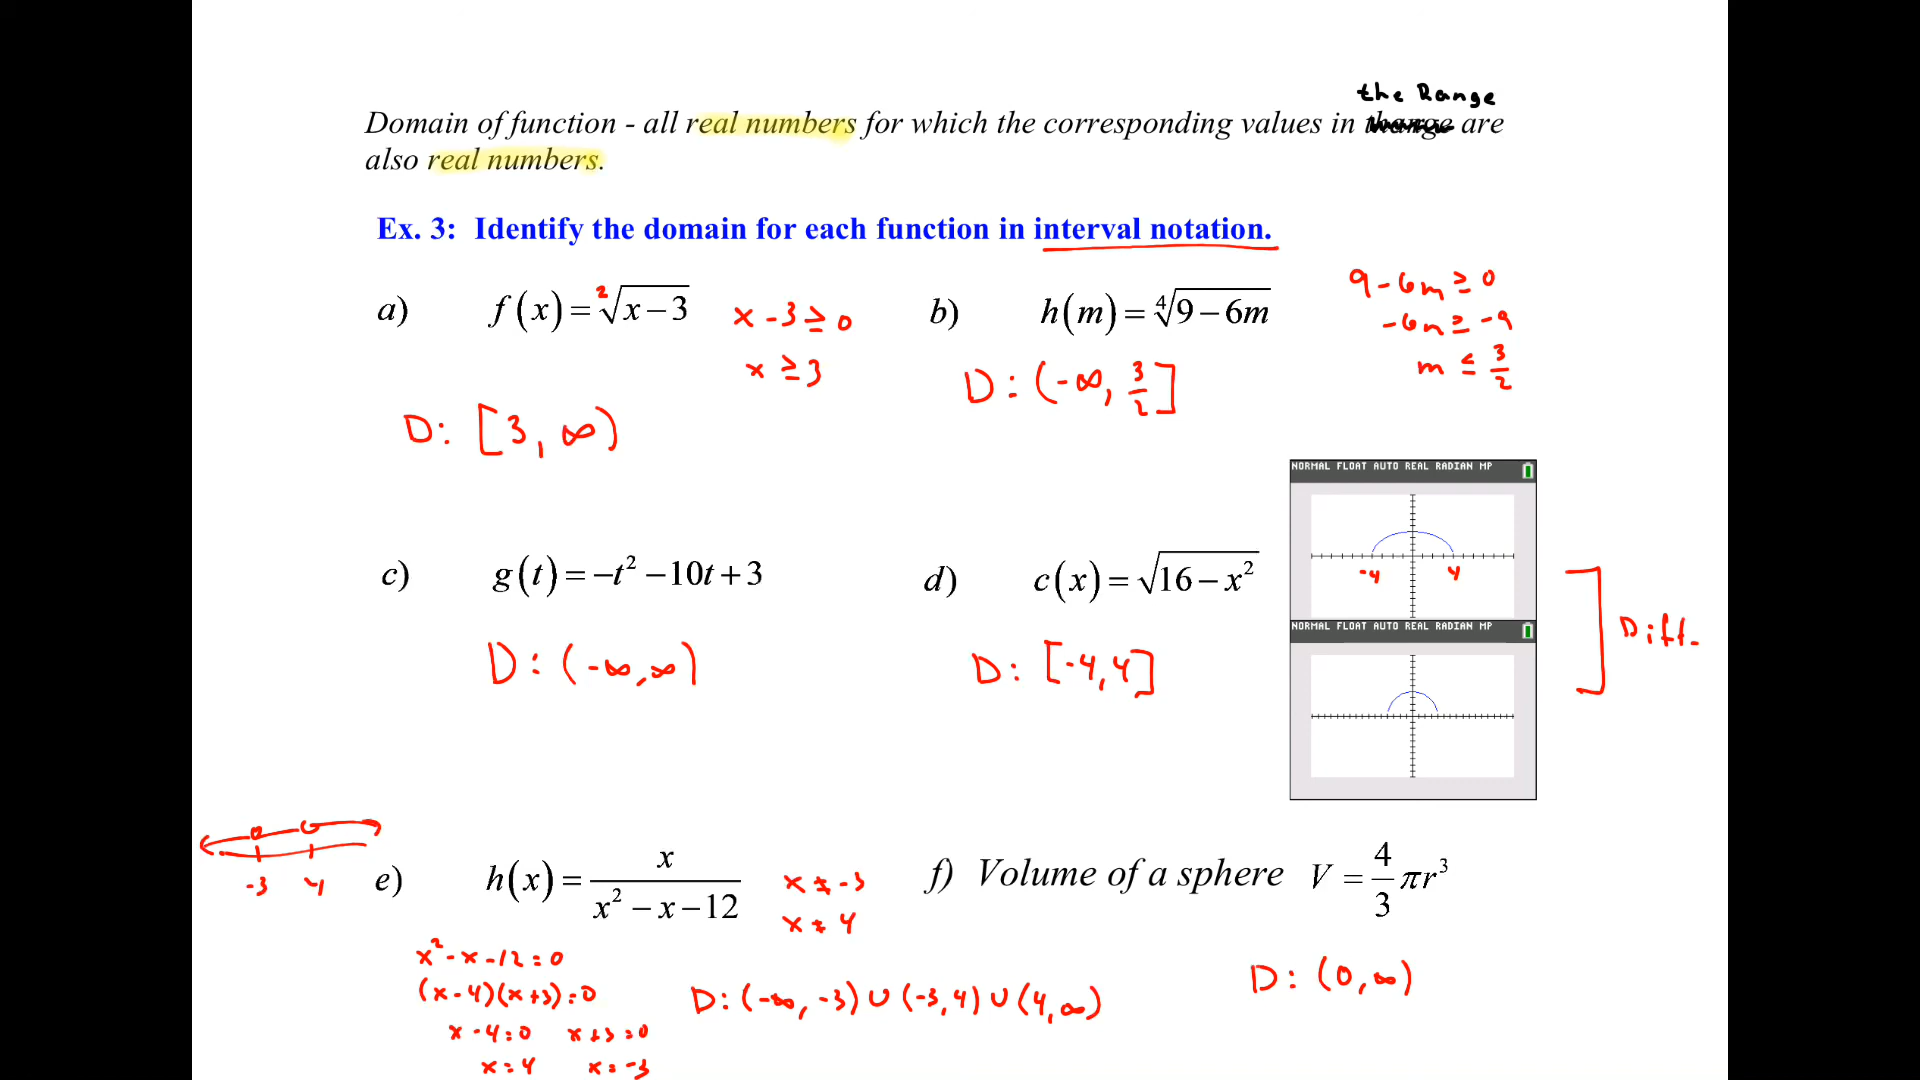 the Range
Domain of function - all real numbers for which the corresponding values in are
also real numbers.
Ex. 3: Identify the domain for each function in interval notation.
a) f(x) = ²√(x − 3)
x - 3 ≥ 0
x ≥ 3
D: [3, ∞)
b) h(m) = ⁴√(9 − 6m)
9 - 6m ≥ 0
-6m ≥ -9
m ≤ 3/2
D: (-∞, 3/2]
c) g(t) = −t² − 10t + 3
D: (-∞, ∞)
d) c(x) = √(16 − x²)
D: [-4, 4]
NORMAL FLOAT AUTO REAL RADIAN MP
-4 4
NORMAL FLOAT AUTO REAL RADIAN MP
Diff.
-3 4
e) h(x) = x / (x² − x − 12)
x ≠ -3
x ≠ 4
x² - x - 12 = 0
(x - 4)(x + 3) = 0
x - 4 = 0 x + 3 = 0
x = 4 x = -3
D: (-∞, -3) ∪ (-3, 4) ∪ (4, ∞)
f) Volume of a sphere V = 4/3 πr³
D: (0, ∞)